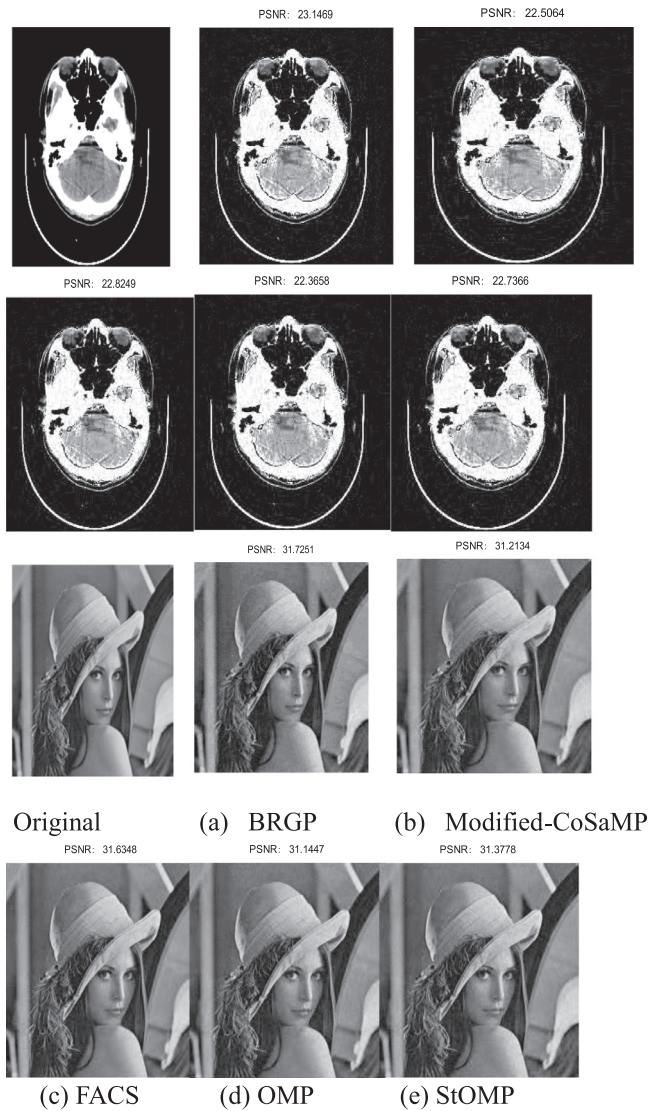 PSNR: 23.1469
PSNR: 22.5064
PSNR: 22.8249
PSNR: 22.3658
PSNR: 22.7366
PSNR: 31.7251
PSNR: 31.2134
Original
(a) BRGP
(b) Modified-CoSaMP
PSNR: 31.6348
PSNR: 31.1447
PSNR: 31.3778
(c) FACS
(d) OMP
(e) StOMP